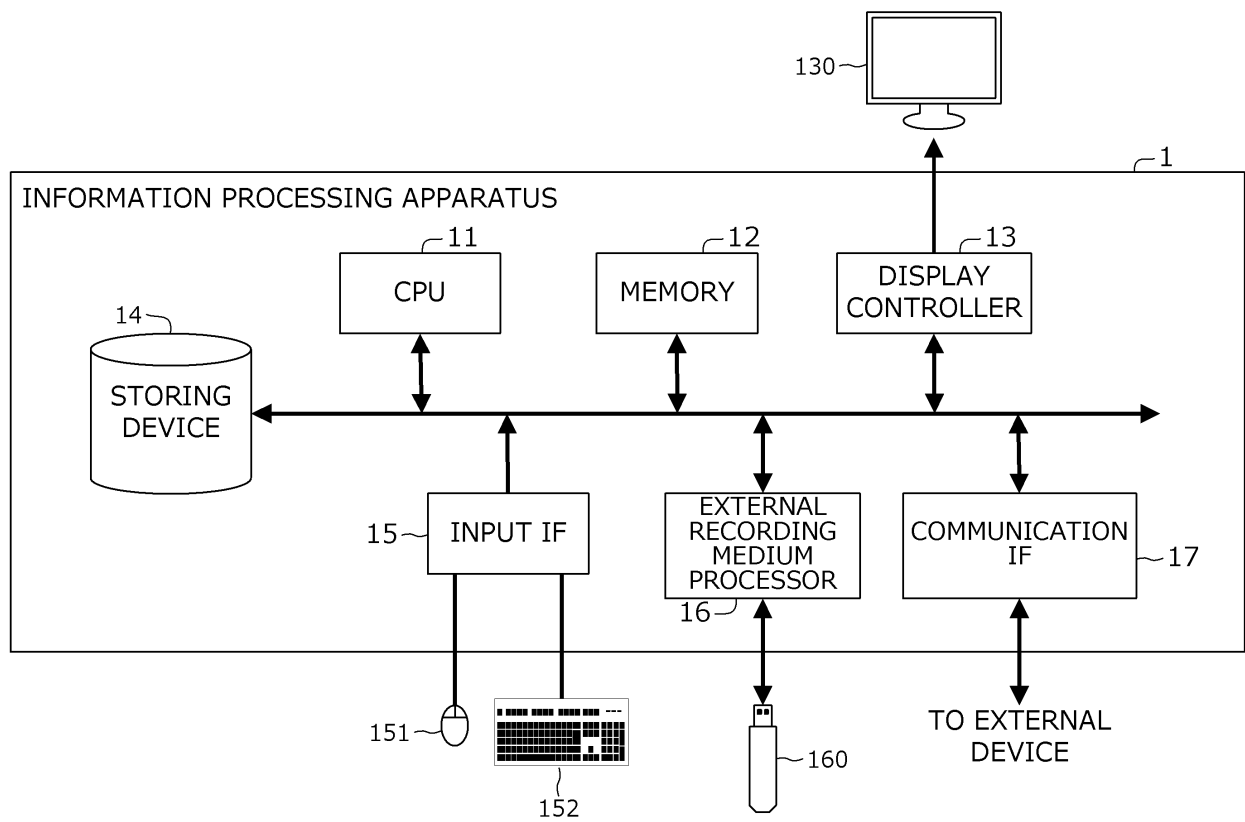 130
1
INFORMATION PROCESSING APPARATUS
11
12
13
CPU
MEMORY
DISPLAY
CONTROLLER
14
STORING
DEVICE
15
INPUT IF
EXTERNAL
RECORDING
MEDIUM
PROCESSOR
16
COMMUNICATION
IF
17
151
152
160
TO EXTERNAL
DEVICE